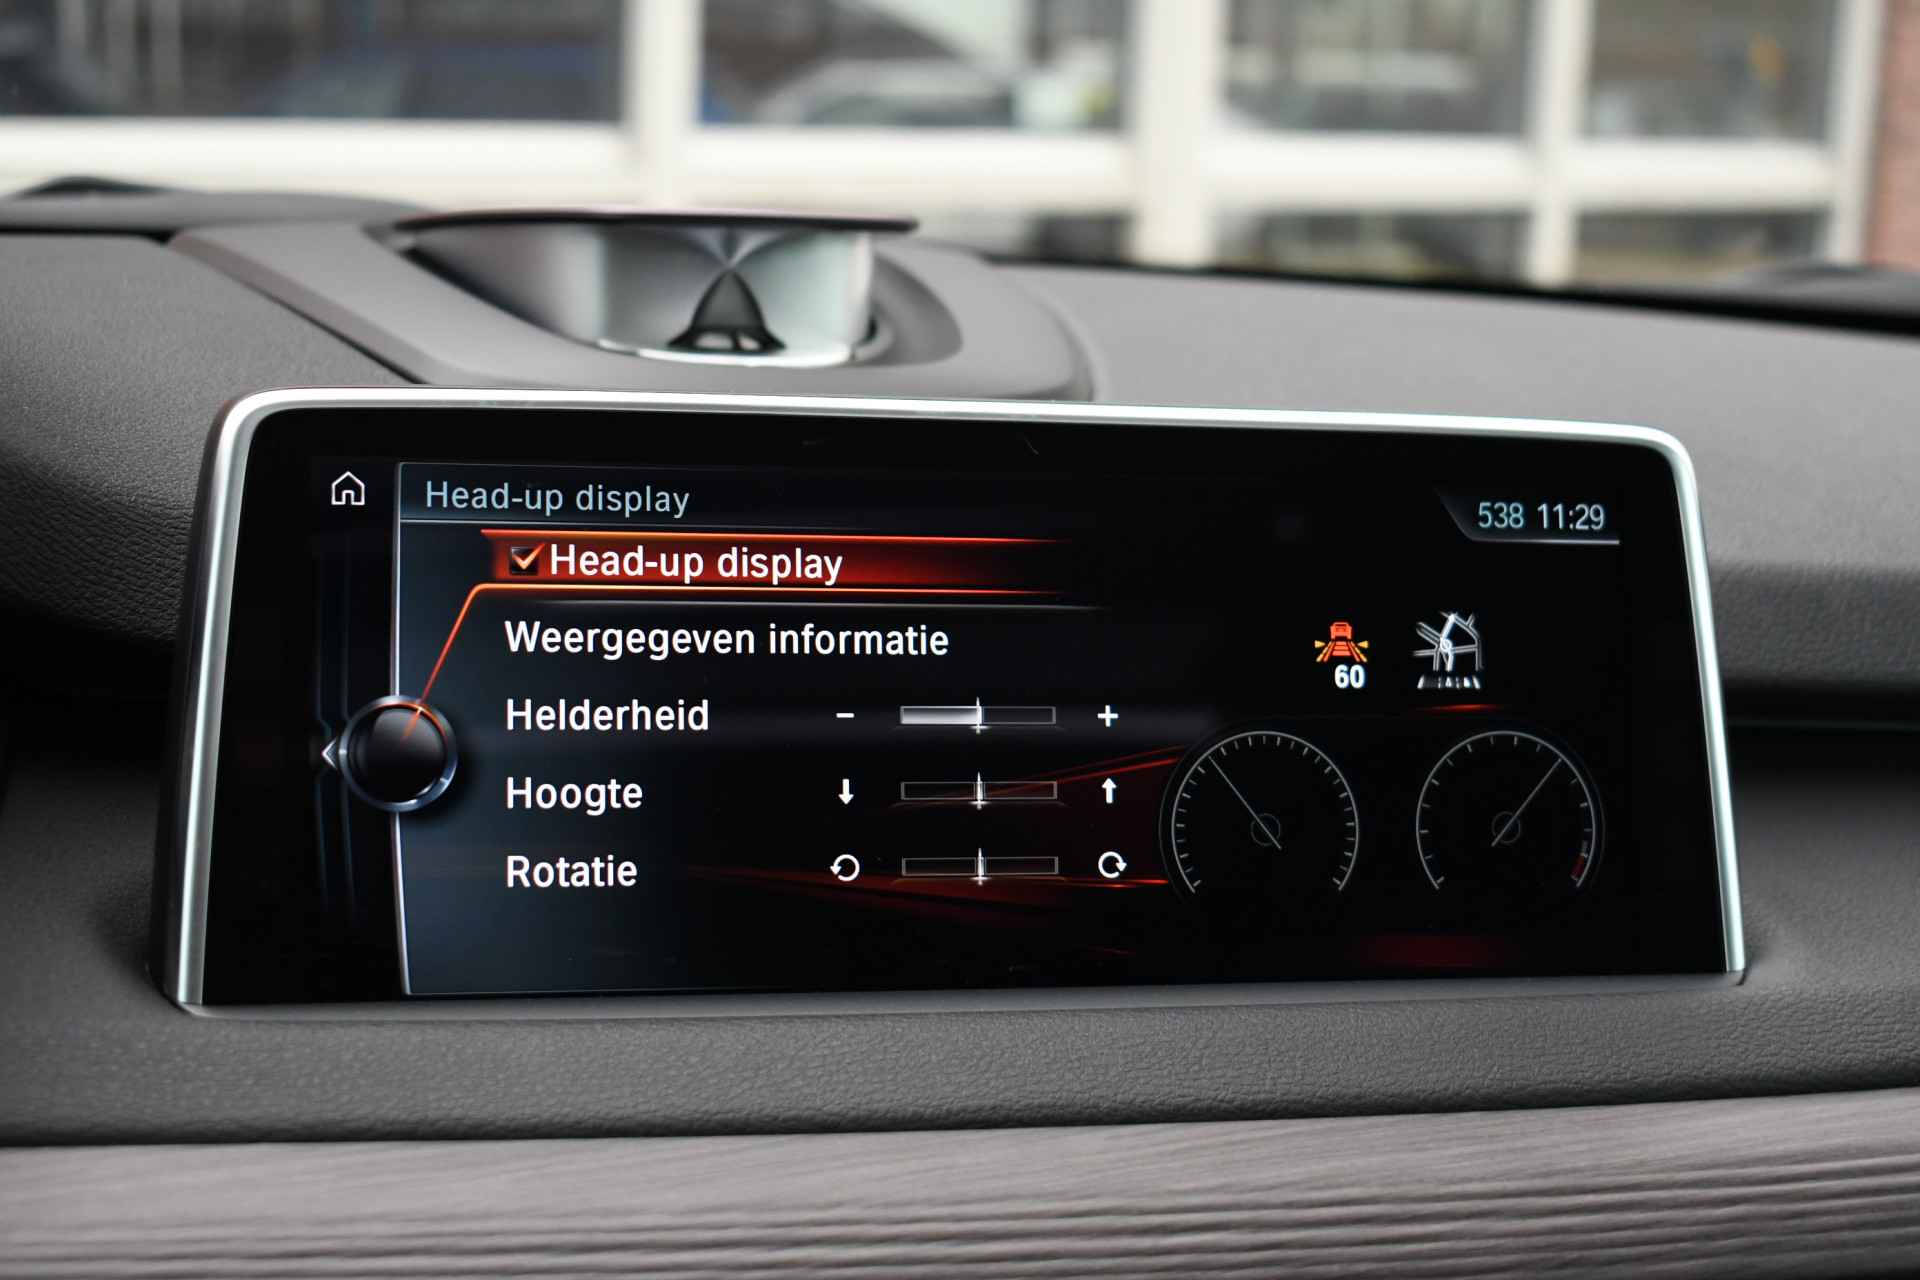 Head-up display
538 11:29
Head-up display
Weergegeven informatie
60
Helderheid - +
Hoogte
Rotatie